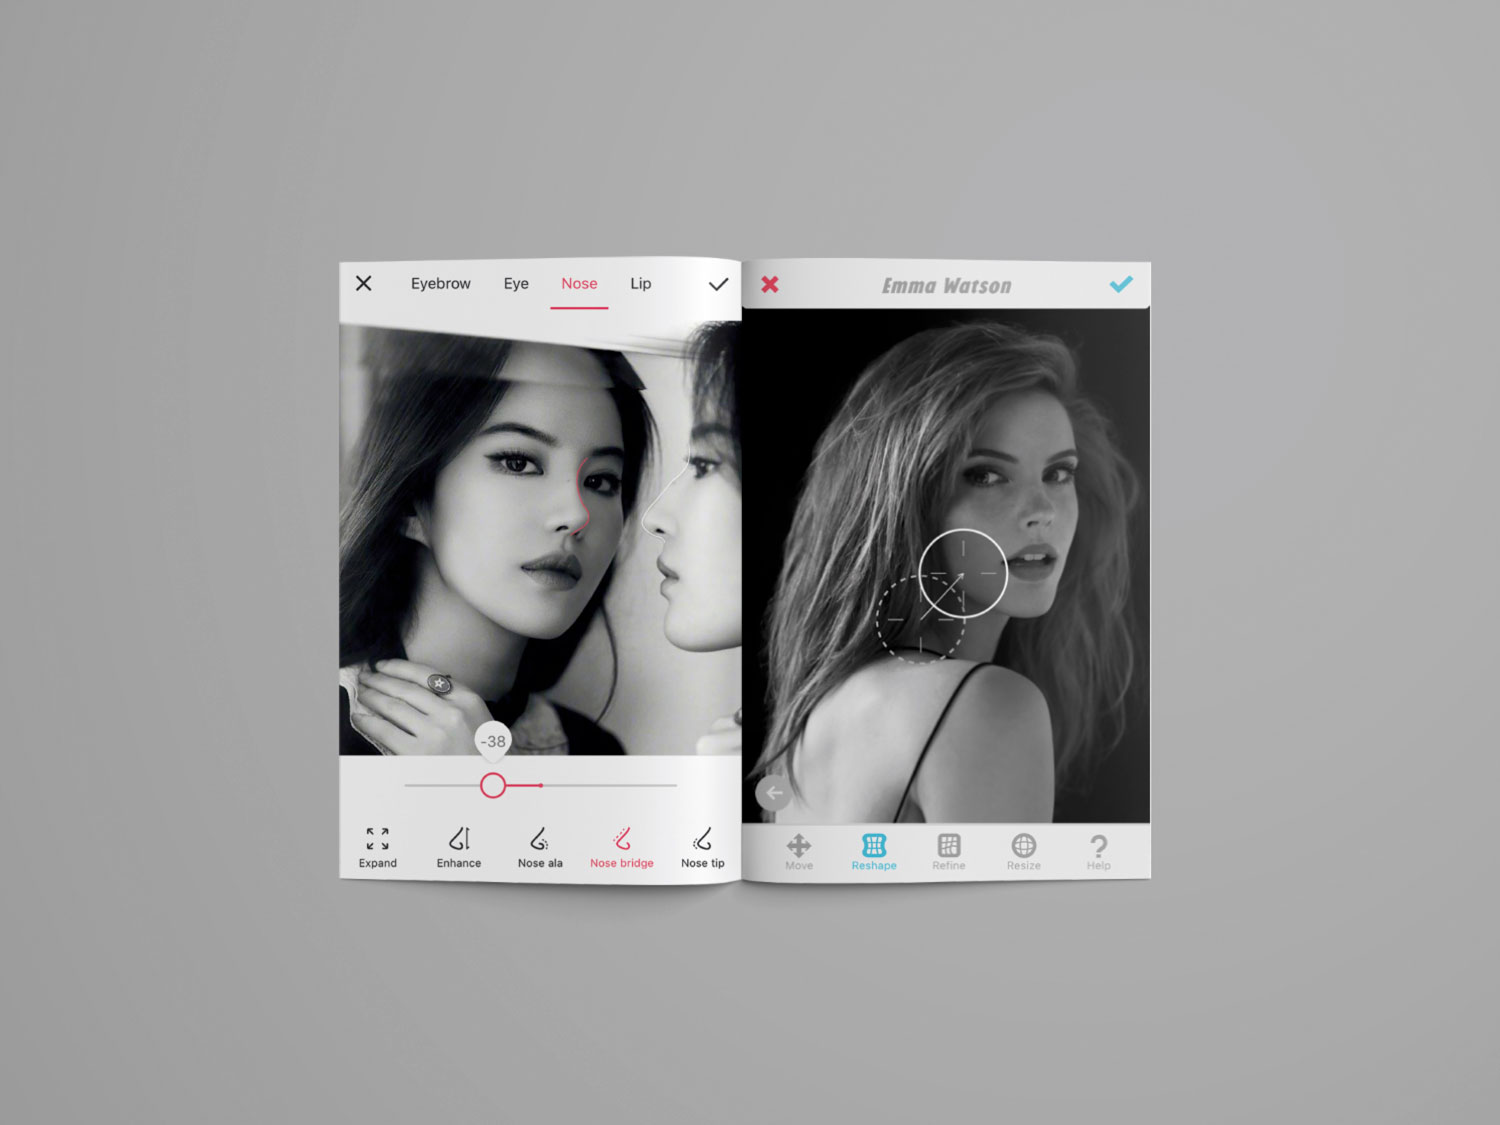 Eyebrow Eye Nose Lip
-38
Expand Enhance Nose ala Nose bridge Nose tip
Emma Watson
Move Reshape Refine Resize Help